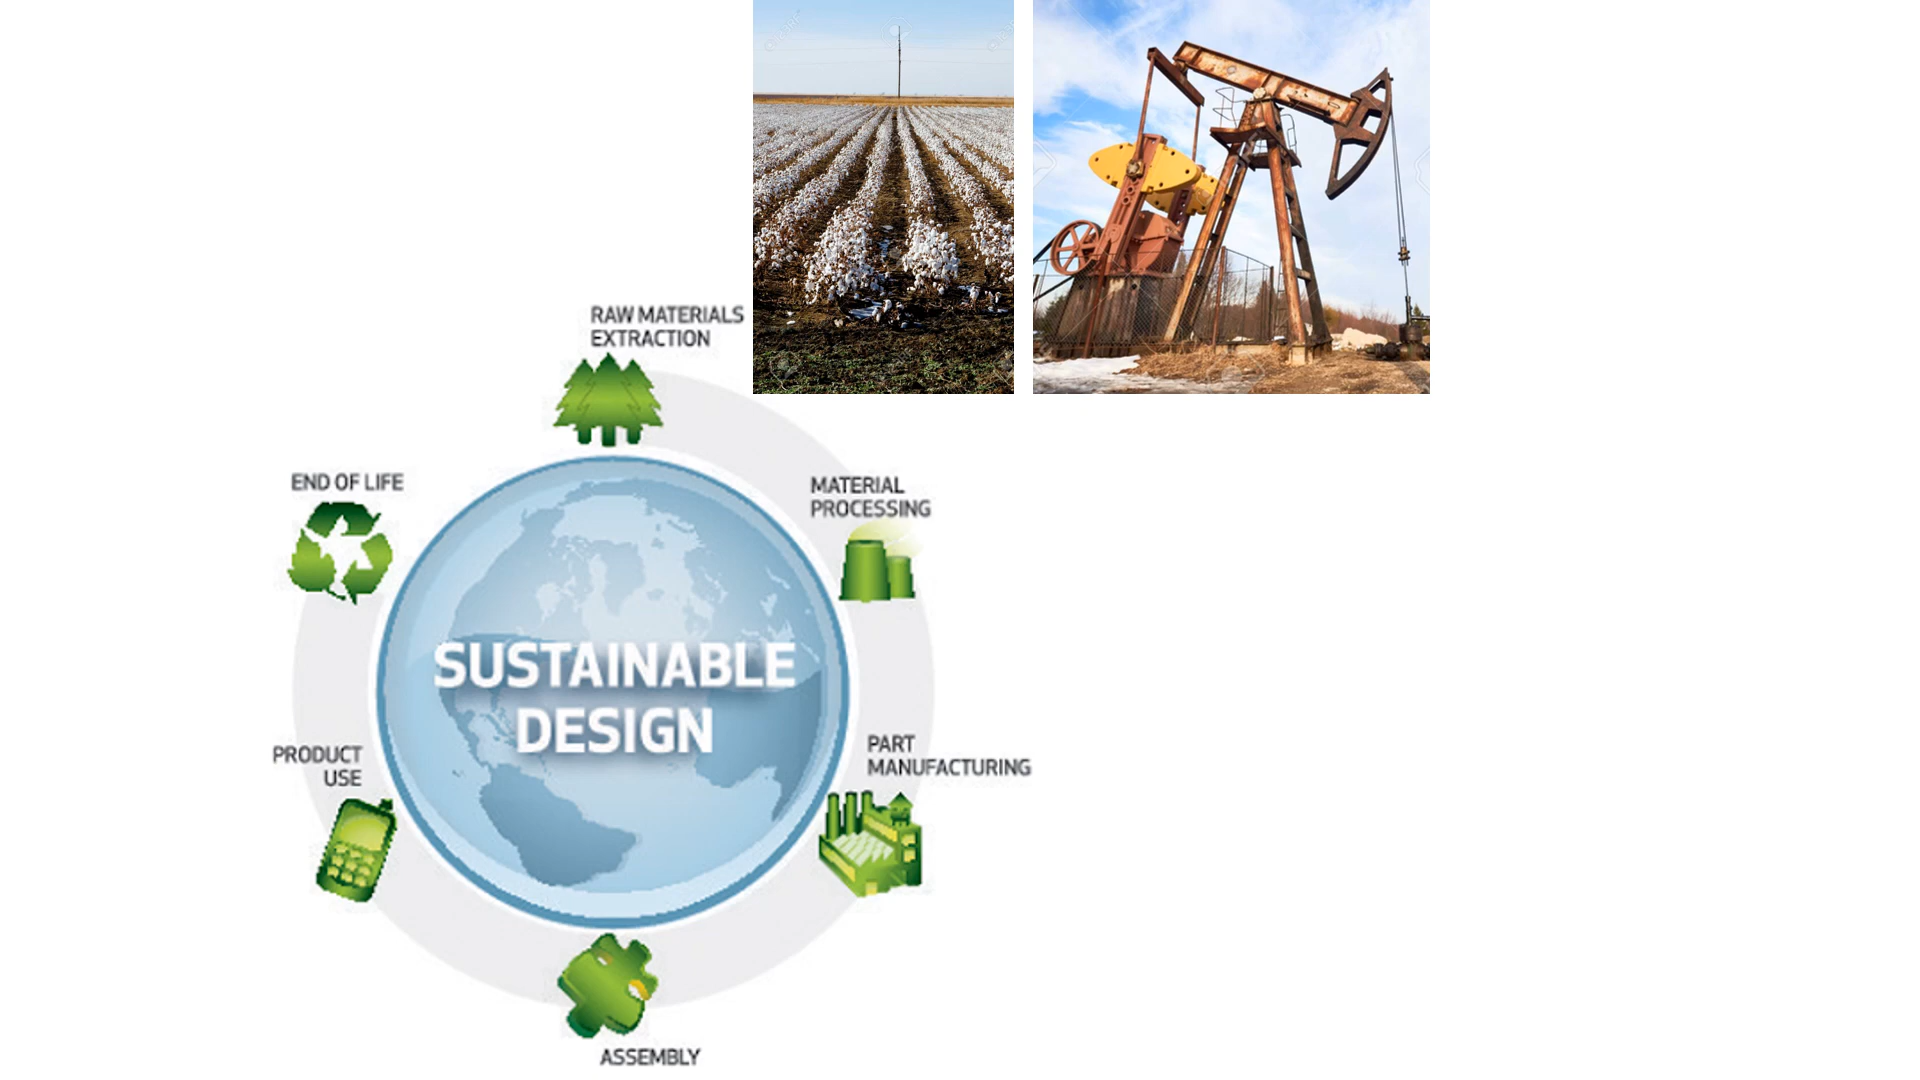 RAW MATERIALS
EXTRACTION
END OF LIFE
MATERIAL
PROCESSING
SUSTAINABLE
DESIGN
PRODUCT
USE
PART
MANUFACTURING
ASSEMBLY